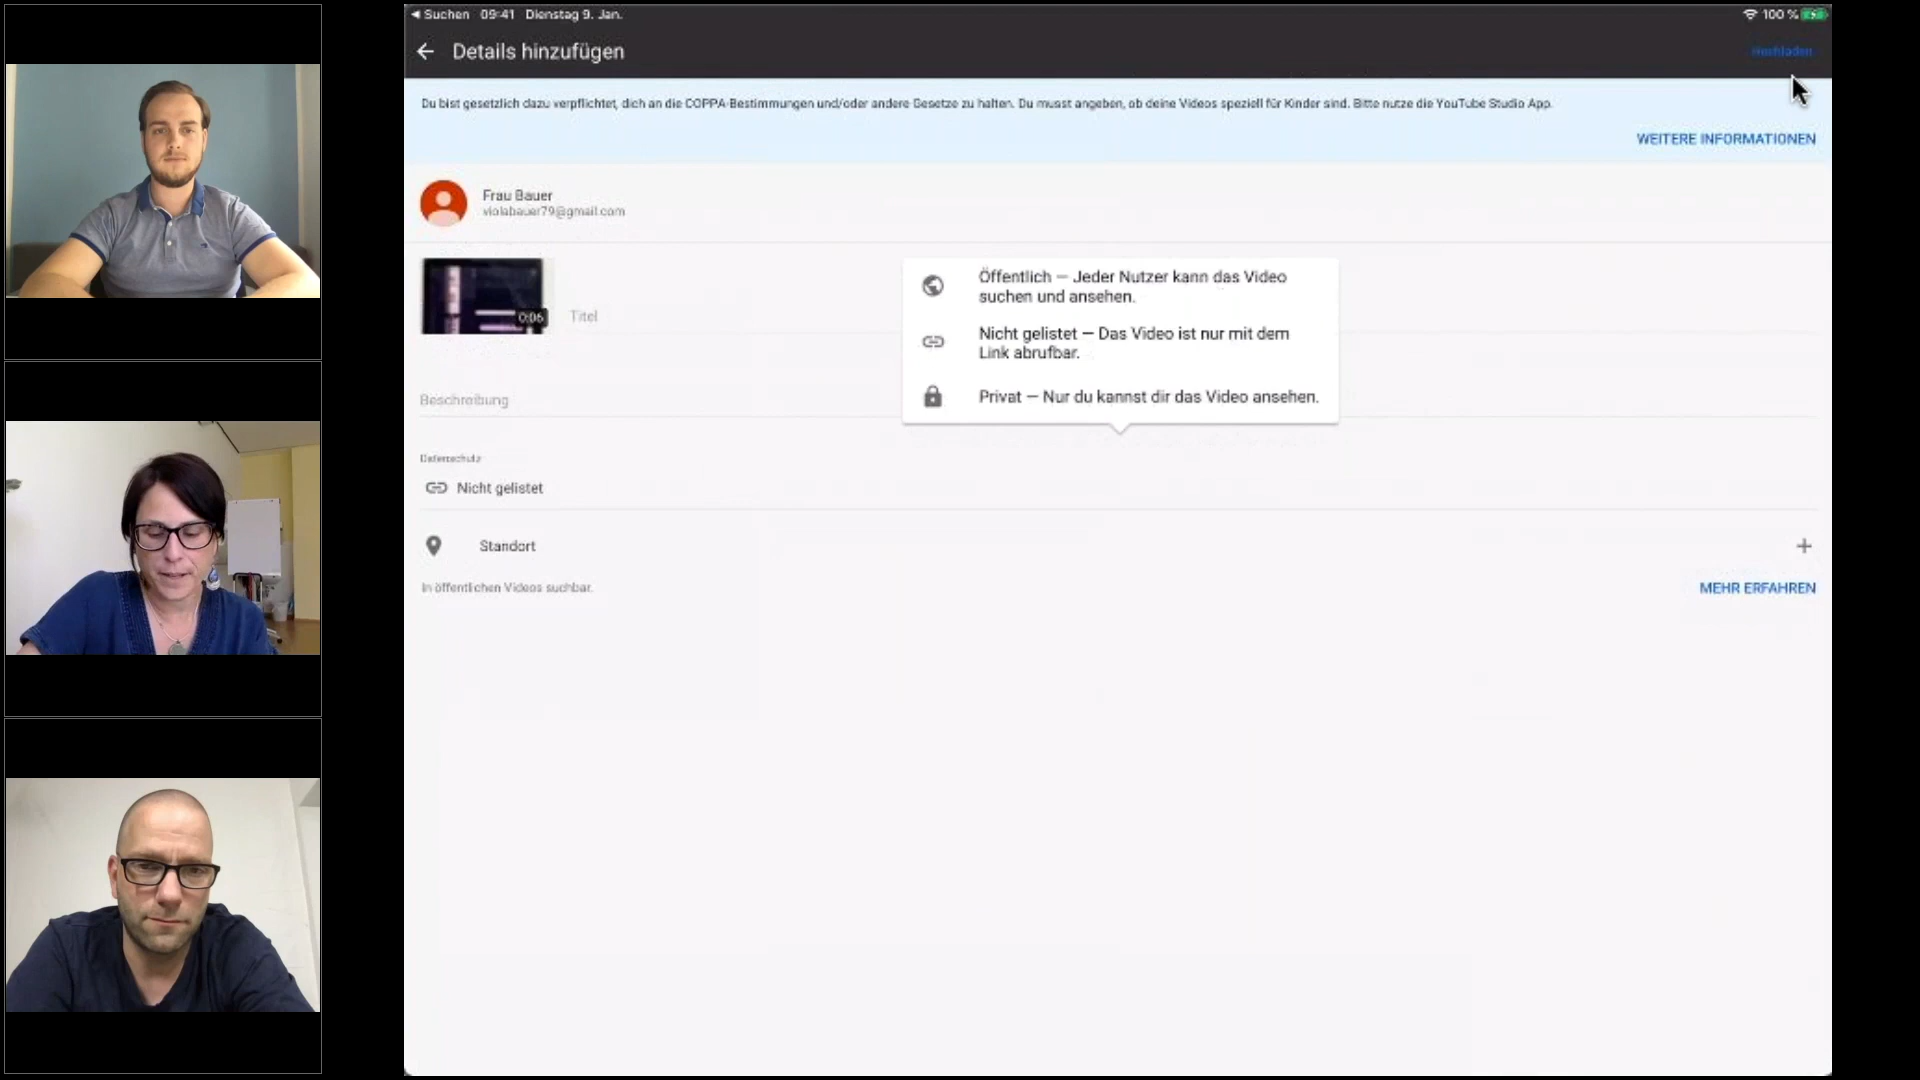 ◀ Suchen 09:41 Dienstag 9. Jan.
100 %
Details hinzufügen
Hochladen
Du bist gesetzlich dazu verpflichtet, dich an die COPPA-Bestimmungen und/oder andere Gesetze zu halten. Du musst angeben, ob deine Videos speziell für Kinder sind. Bitte nutze die YouTube Studio App.
WEITERE INFORMATIONEN
Frau Bauer
violabauer79@gmail.com
0:06
Titel
Öffentlich – Jeder Nutzer kann das Video
suchen und ansehen.
Nicht gelistet – Das Video ist nur mit dem
Link abrufbar.
Privat – Nur du kannst dir das Video ansehen.
Beschreibung
Datenschutz
Nicht gelistet
Standort
In öffentlichen Videos suchbar.
MEHR ERFAHREN